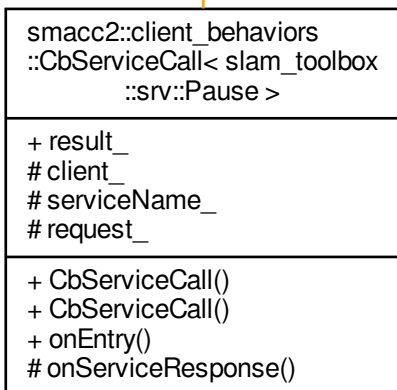 smacc2::client_behaviors
::CbServiceCall< slam_toolbox
::srv::Pause >
+ result_
# client_
# serviceName_
# request_
+ CbServiceCall()
+ CbServiceCall()
+ onEntry()
# onServiceResponse()